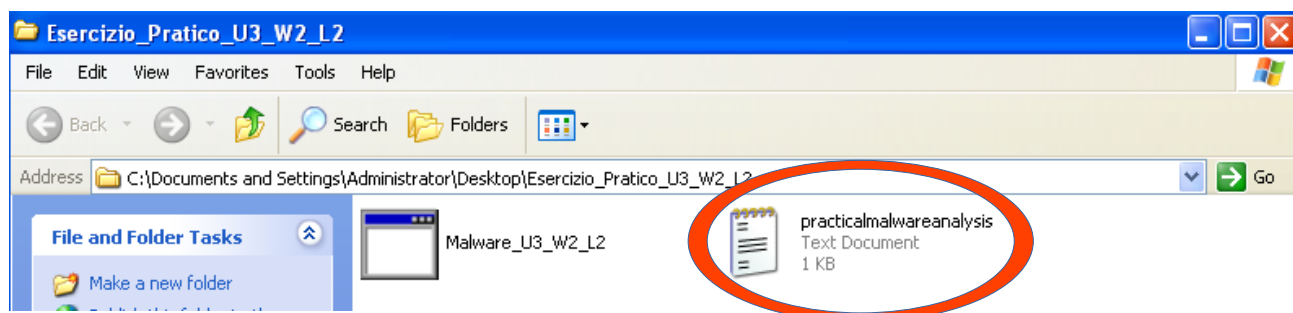 Esercizio_Pratico_U3_W2_L2
File Edit View Favorites Tools Help
Back Search Folders
Address C:\Documents and Settings\Administrator\Desktop\Esercizio_Pratico_U3_W2_L2 Go
File and Folder Tasks
Make a new folder
Malware_U3_W2_L2
practicalmalwareanalysis
Text Document
1 KB